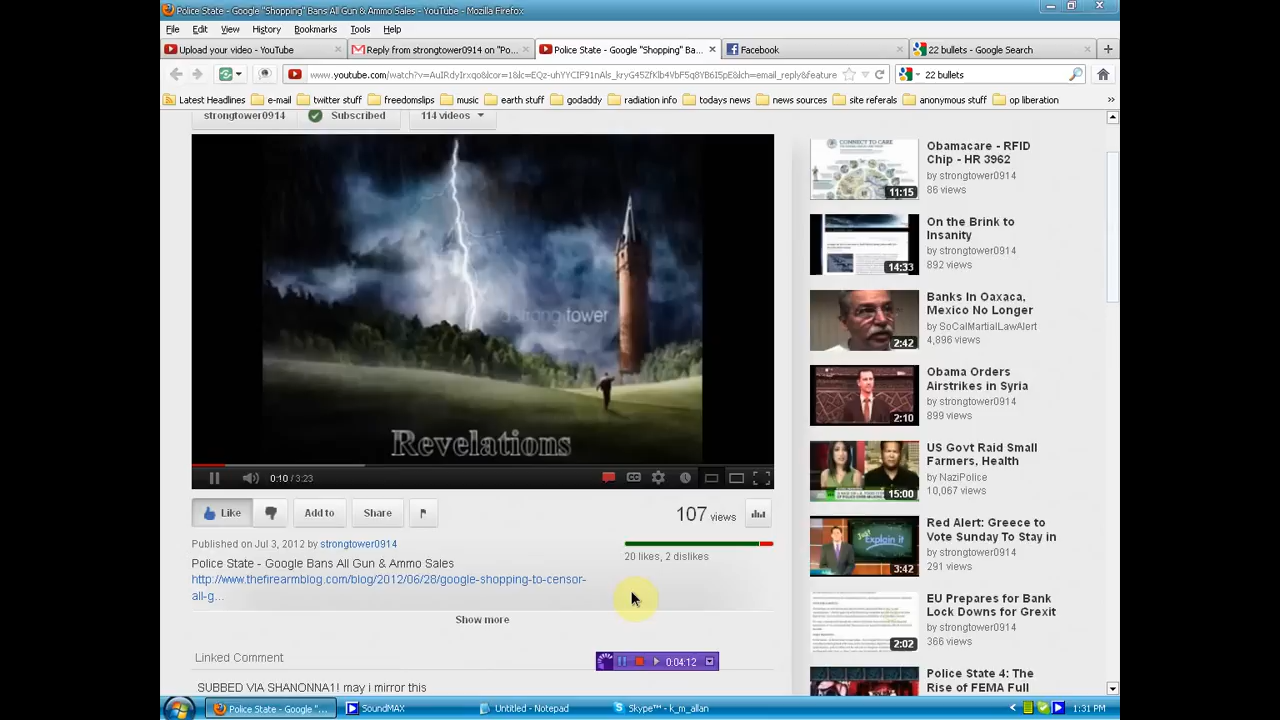 Police State - Google "Shopping" Bans All Gun & Ammo Sales - YouTube - Mozilla Firefox
File Edit View History Bookmarks Tools Help
Upload your video - YouTube
Reply from strongtower0914 on "Po...
Police State - Google "Shopping" Ba...
Facebook
22 bullets - Google Search
22 bullets
Latest Headlines e-mail twitter stuff freedomslips music earth stuff godaddy radiation info todays news news sources site referals anonymous stuff op liberation
strongtower0914 Subscribed 114 videos
strong tower
Revelations
0:10 / 3:23
Like Add to Share
107 views
Published on Jul 3, 2012 by strongtower0914
20 likes, 2 dislikes
Police State - Google Bans All Gun & Ammo Sales
http://www.thefirearmblog.com/blog/2012/06/28/google-shopping-to-censor-
all-g...
Show more
Linked Comment
0:04:12
SUBBED VIA SHANONNA1! may i mirror
CONNECT TO CARE
11:15
Obamacare - RFID
Chip - HR 3962
by strongtower0914
86 views
14:33
On the Brink to
Insanity
by strongtower0914
892 views
2:42
Banks In Oaxaca,
Mexico No Longer
by SoCalMartialLawAlert
4,896 views
2:10
Obama Orders
Airstrikes in Syria
by strongtower0914
899 views
15:00
US Govt Raid Small
Farmers, Health
by NaziPolice
10,067 views
Just
Explain it
3:42
Red Alert: Greece to
Vote Sunday To Stay in
by strongtower0914
291 views
2:02
EU Prepares for Bank
Lock Downs for Grexit
by strongtower0914
366 views
Police State 4: The
Rise of FEMA Full
Police State - Google "... SoundMAX Untitled - Notepad Skype™ - k_m_allan 1:31 PM